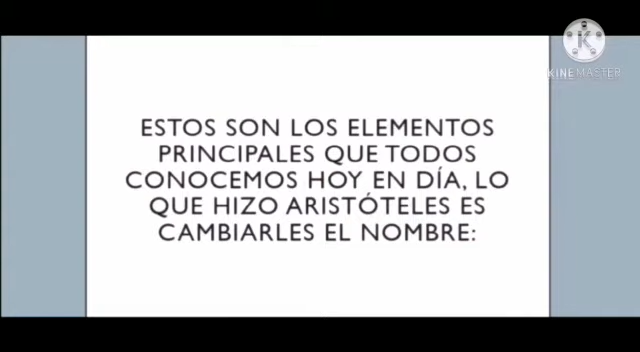 KINEMASTER
ESTOS SON LOS ELEMENTOS
PRINCIPALES QUE TODOS
CONOCEMOS HOY EN DÍA, LO
QUE HIZO ARISTÓTELES ES
CAMBIARLES EL NOMBRE: